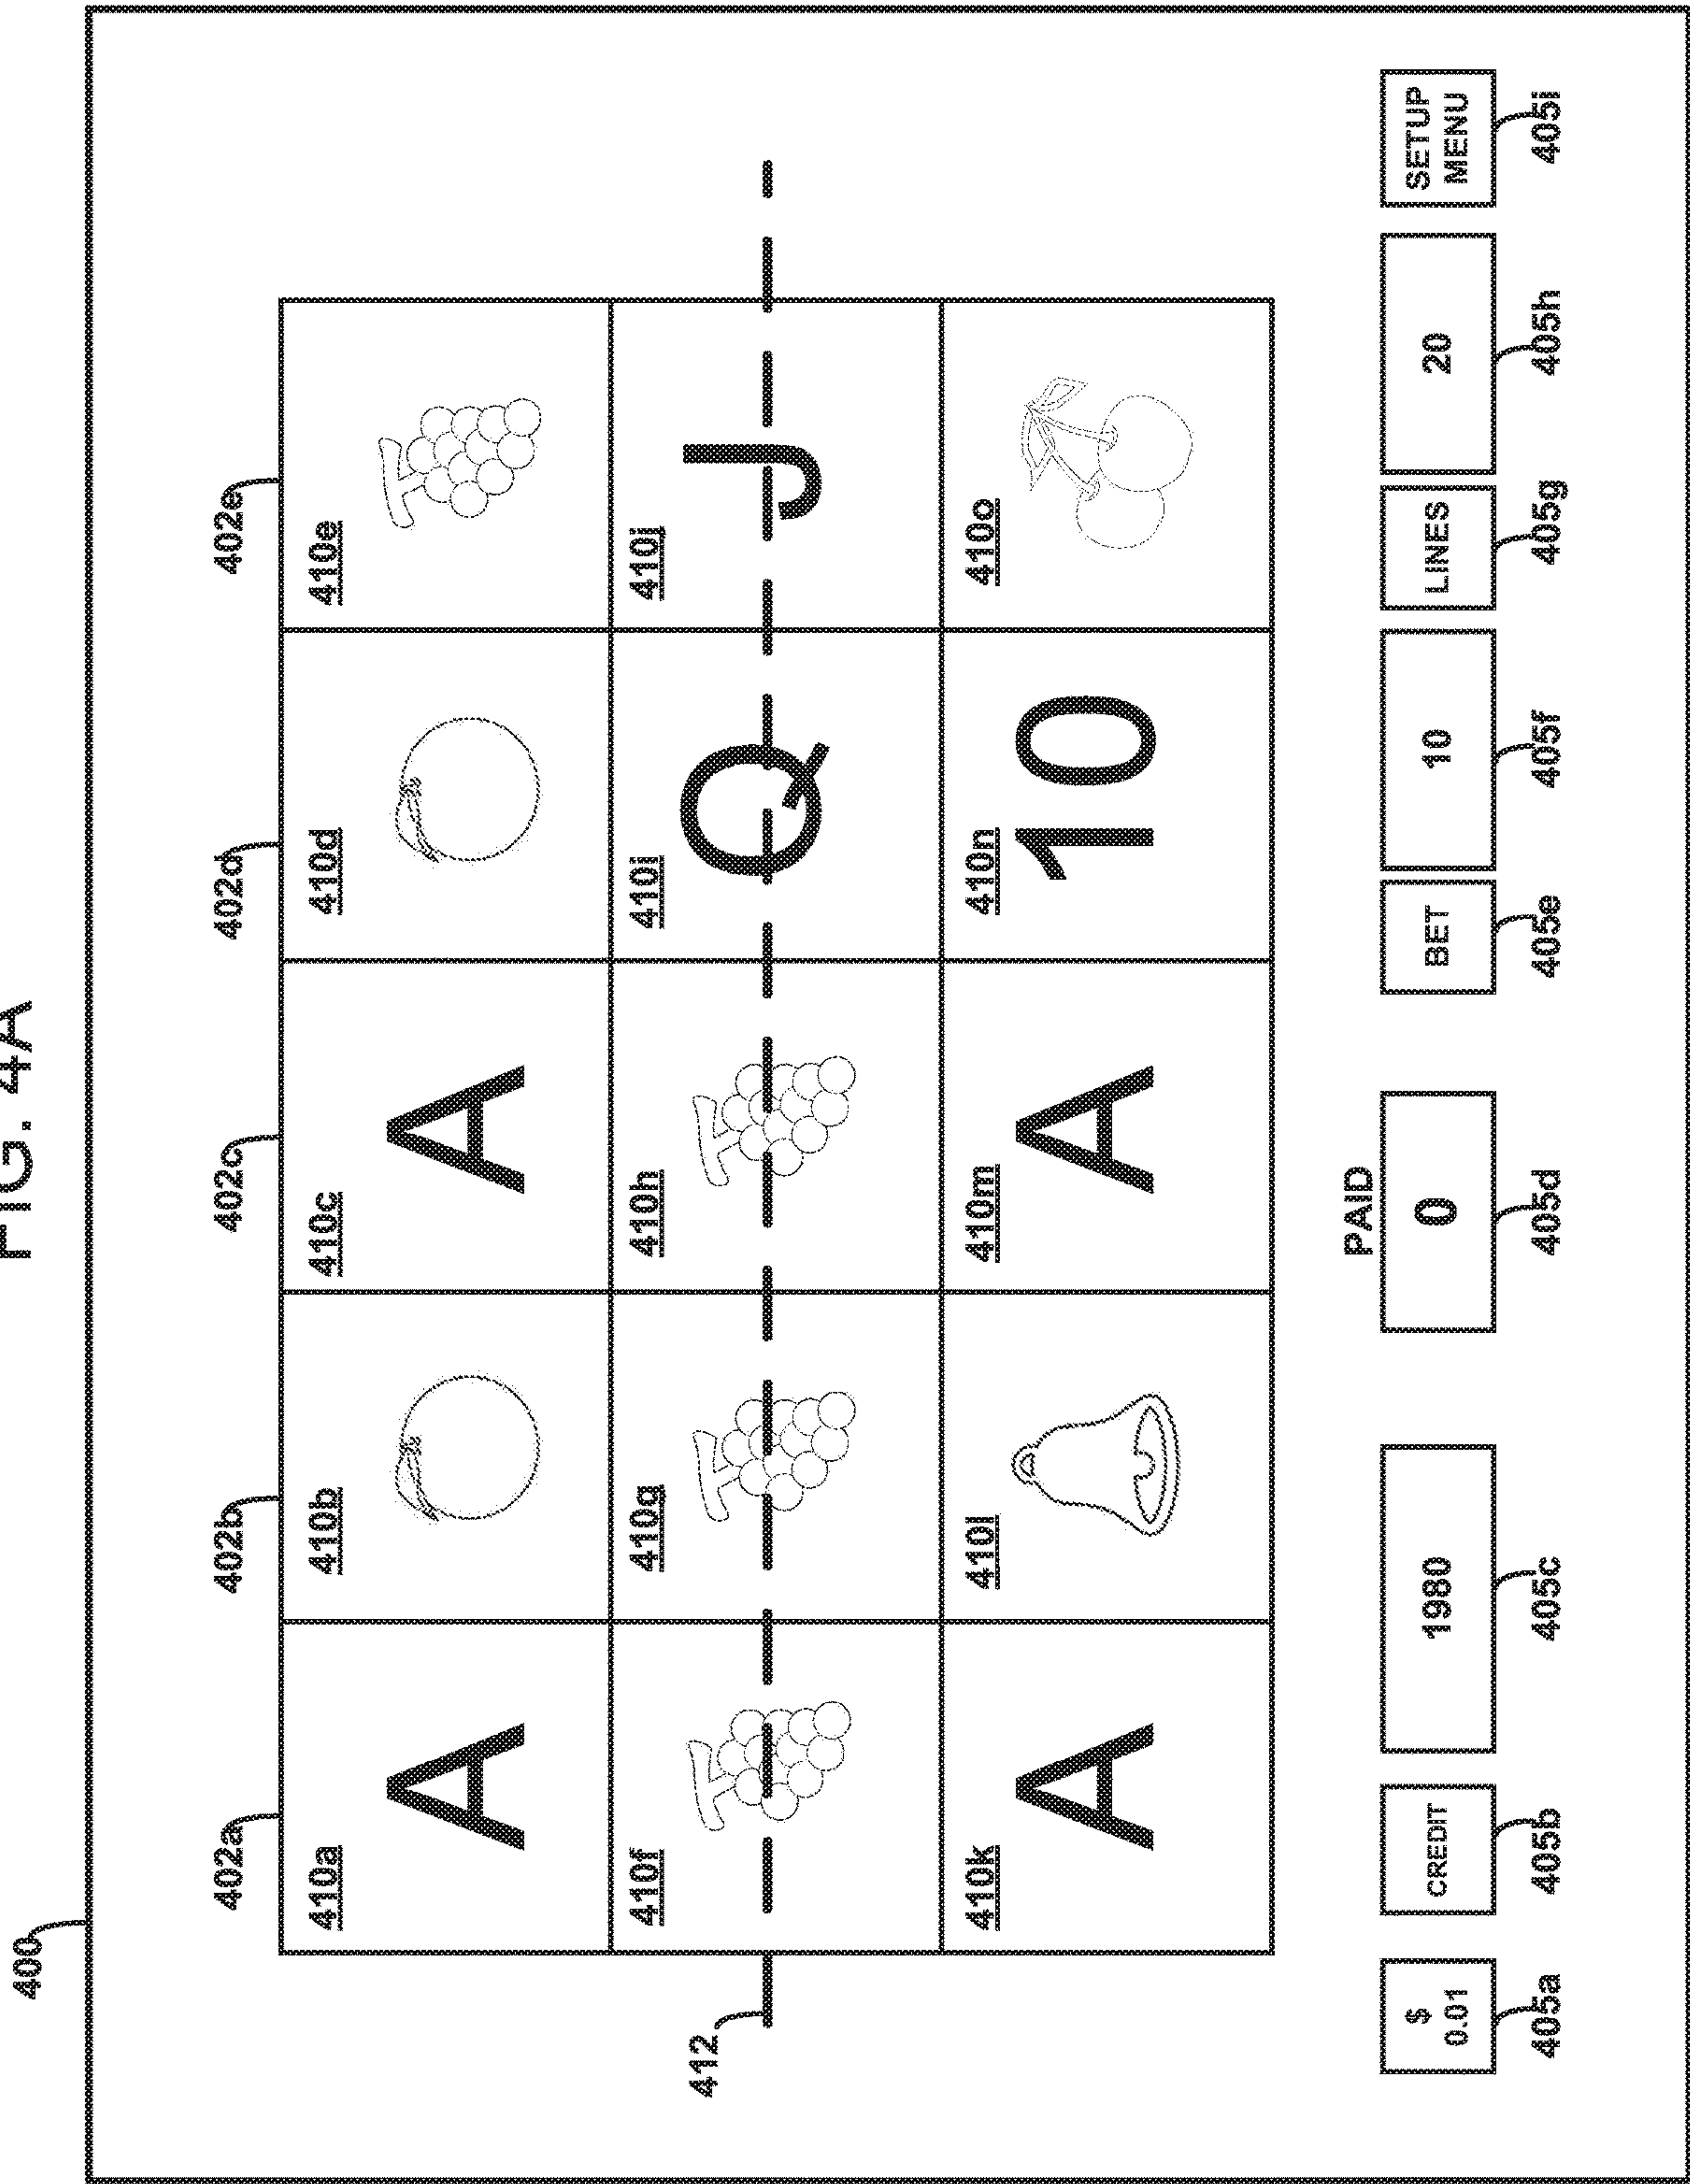 FIG. 4A
400
402a 402b 402c 402d 402e
410a 410b 410c 410d 410e
A A
410f 410g 410h 410i 410j
Q J
412
410k 410l 410m 410n 410o
A A 10
PAID
$ 0.01 CREDIT 1980 0 BET 10 LINES 20 SETUP MENU
405a 405b 405c 405d 405e 405f 405g 405h 405i